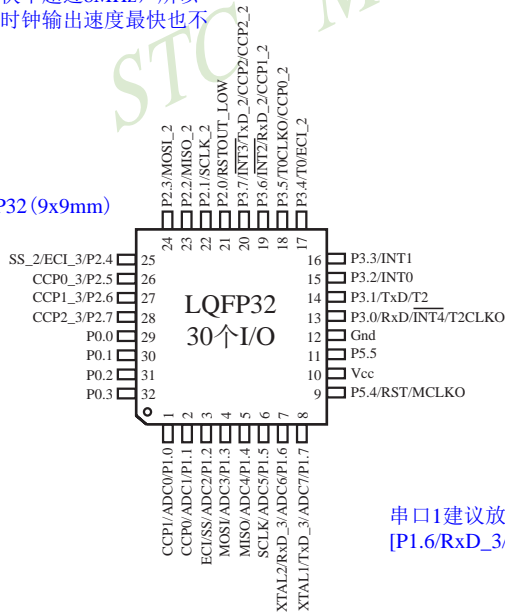 时钟输出速度最快也不
STC M
P32(9x9mm)
P2.3/MOSI_2
P2.2/MISO_2
P2.1/SCLK_2
P2.0/RSTOUT_LOW
P3.7/INT3/TxD_2/CCP2/CCP2_2
P3.6/INT2/RxD_2/CCP1_2
P3.5/T0CLKO/CCP0_2
P3.4/T0/ECI_2
24 23 22 21 20 19 18 17
SS_2/ECI_3/P2.4 25
CCP0_3/P2.5 26
CCP1_3/P2.6 27
CCP2_3/P2.7 28
P0.0 29
P0.1 30
P0.2 31
P0.3 32
LQFP32
30个I/O
16 P3.3/INT1
15 P3.2/INT0
14 P3.1/TxD/T2
13 P3.0/RxD/INT4/T2CLKO
12 Gnd
11 P5.5
10 Vcc
9 P5.4/RST/MCLKO
1 2 3 4 5 6 7 8
CCP1/ADC0/P1.0
CCP0/ADC1/P1.1
ECI/SS/ADC2/P1.2
MOSI/ADC3/P1.3
MISO/ADC4/P1.4
SCLK/ADC5/P1.5
XTAL2/RxD_3/ADC6/P1.6
XTAL1/TxD_3/ADC7/P1.7
串口1建议放
[P1.6/RxD_3/